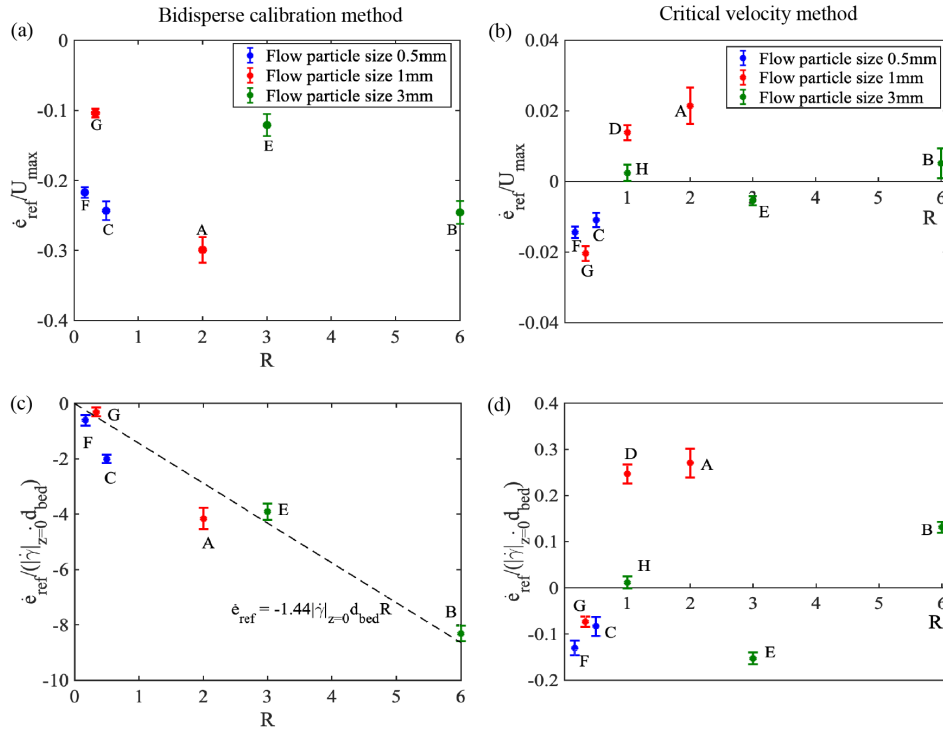 Bidisperse calibration method
Critical velocity method
(a)
0
-0.1
-0.2
-0.3
-0.4
ė_ref/U_max
Flow particle size 0.5mm
Flow particle size 1mm
Flow particle size 3mm
G
F
C
A
E
B
0 1 2 3 4 5 6
R
(b)
0.04
0.02
0
-0.02
-0.04
ė_ref/U_max
Flow particle size 0.5mm
Flow particle size 1mm
Flow particle size 3mm
D
A
H
B
F
C
G
E
1 2 3 4 5 6
R
(c)
0
-2
-4
-6
-8
-10
ė_ref/(|γ̇|_z=0·d_bed)
G
F
C
A
E
B
ė_ref = -1.44|γ̇|_z=0 d_bed R
0 1 2 3 4 5 6
R
(d)
0.4
0.3
0.2
0.1
0
-0.1
-0.2
ė_ref/(|γ̇|_z=0·d_bed)
D
A
H
B
G
C
F
E
1 2 3 4 5 6
R